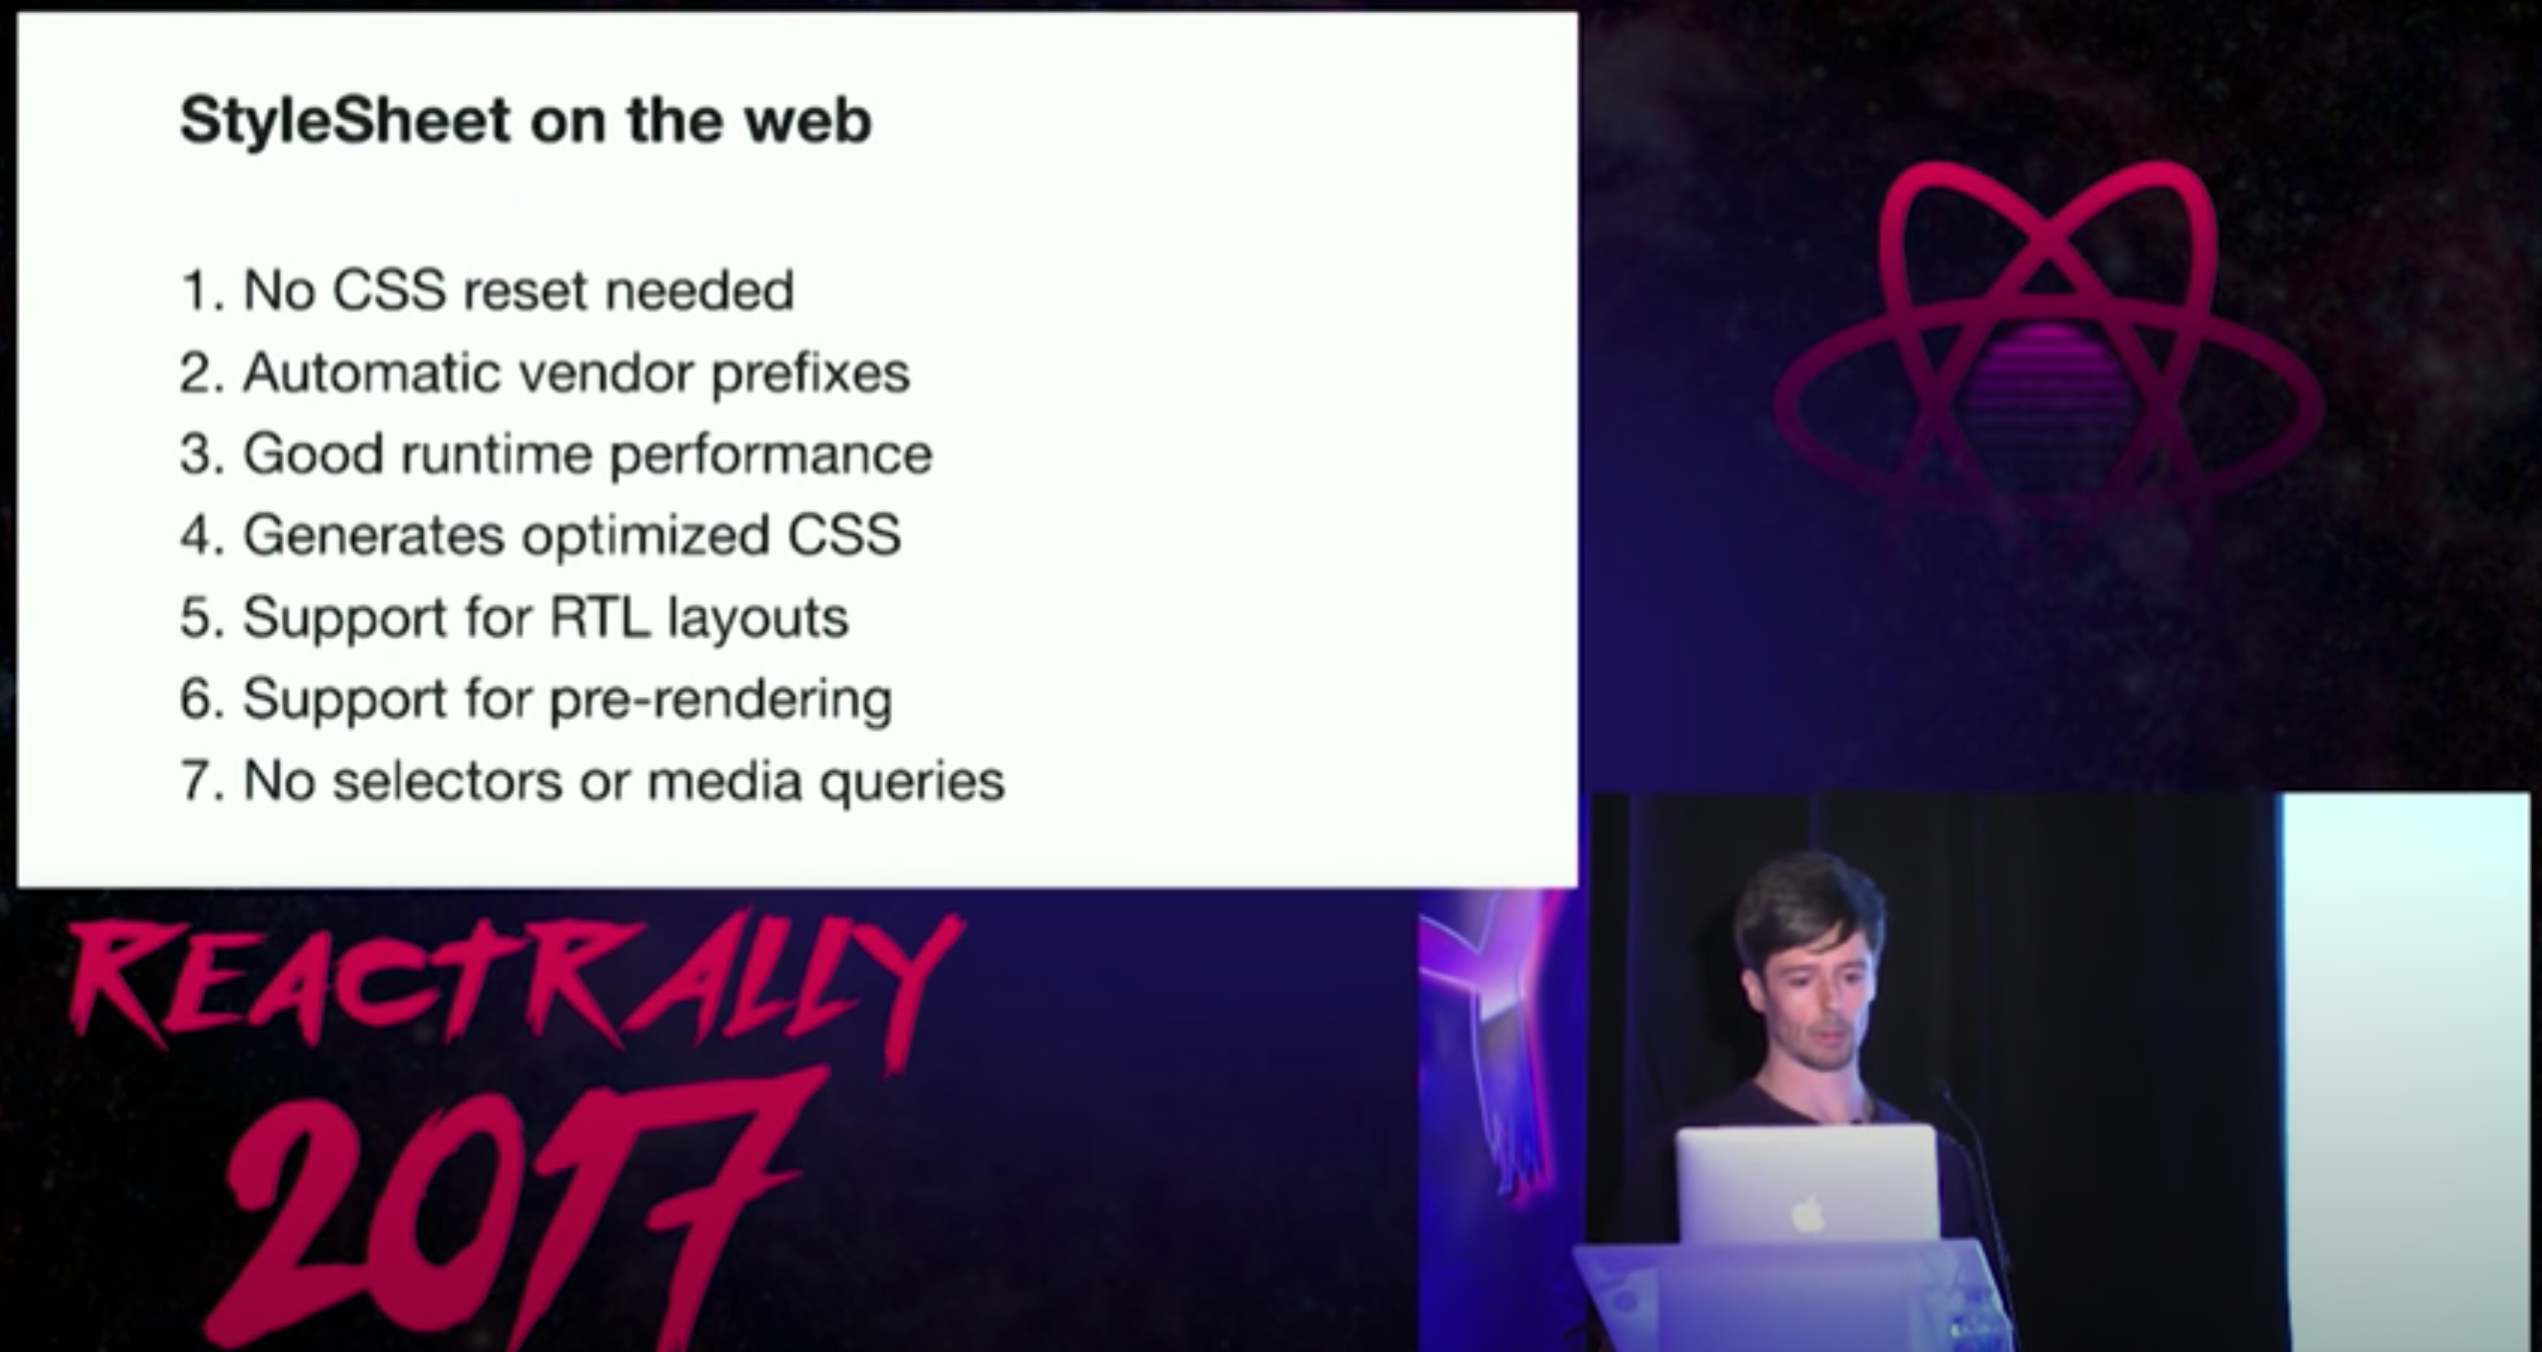 StyleSheet on the web
1. No CSS reset needed
2. Automatic vendor prefixes
3. Good runtime performance
4. Generates optimized CSS
5. Support for RTL layouts
6. Support for pre-rendering
7. No selectors or media queries
REACTRALLY
2017